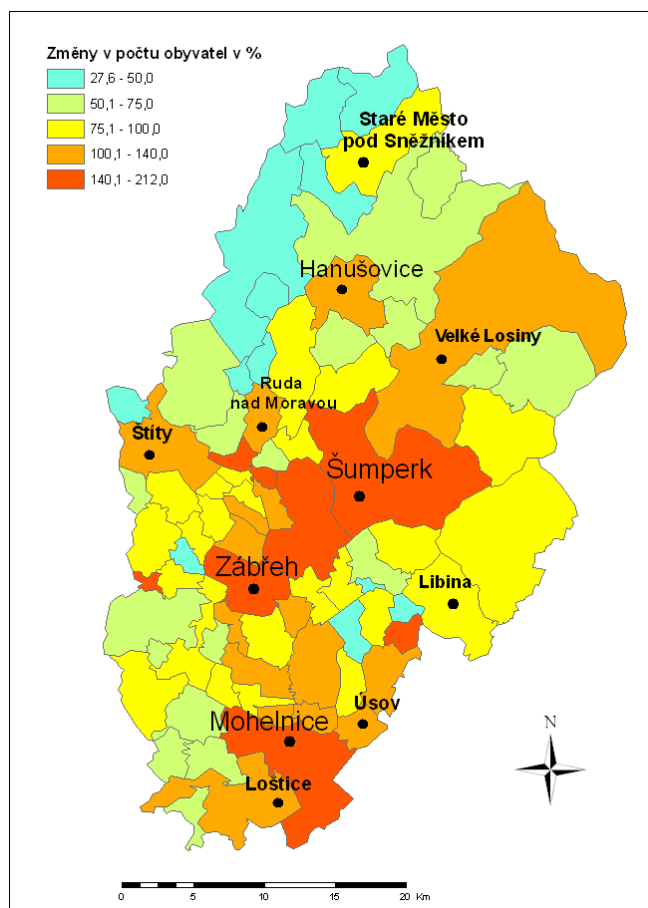 Změny v počtu obyvatel v %
27,6 - 50,0
50,1 - 75,0
75,1 - 100,0
100,1 - 140,0
140,1 - 212,0
Staré Město
pod Sněžníkem
Hanušovice
Velké Losiny
Ruda
nad Moravou
Štíty
Šumperk
Zábřeh
Libina
Úsov
Mohelnice
Loštice
N
0 5 10 20 Km